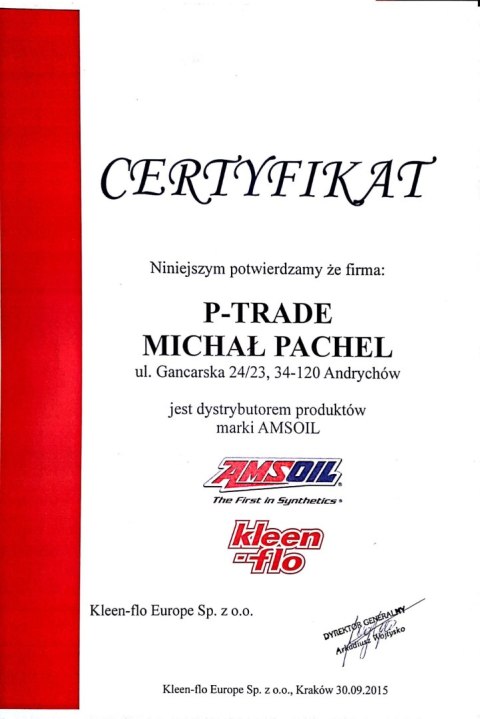 CERTYFIKAT
Niniejszym potwierdzamy że firma:
P-TRADE
MICHAŁ PACHEL
ul. Gancarska 24/23, 34-120 Andrychów
jest dystrybutorem produktów
marki AMSOIL
AMSOIL
The First in Synthetics®
kleen
-flo
Kleen-flo Europe Sp. z o.o.
DYREKTOR GENERALNY
Arkadiusz Wojtysko
Kleen-flo Europe Sp. z o.o., Kraków 30.09.2015